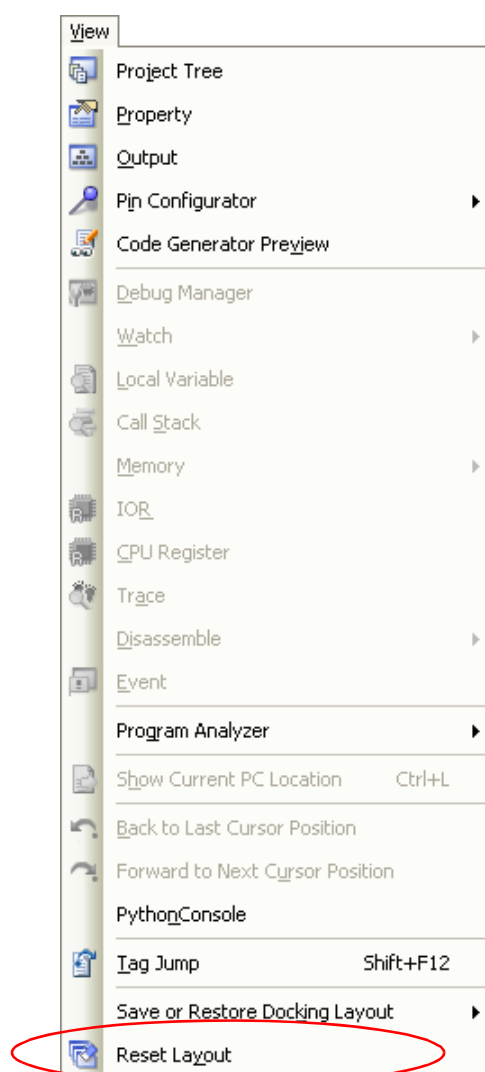 View
Project Tree
Property
Output
Pin Configurator
Code Generator Preview
Debug Manager
Watch
Local Variable
Call Stack
Memory
IOR
CPU Register
Trace
Disassemble
Event
Program Analyzer
Show Current PC Location Ctrl+L
Back to Last Cursor Position
Forward to Next Cursor Position
PythonConsole
Tag Jump Shift+F12
Save or Restore Docking Layout
Reset Layout